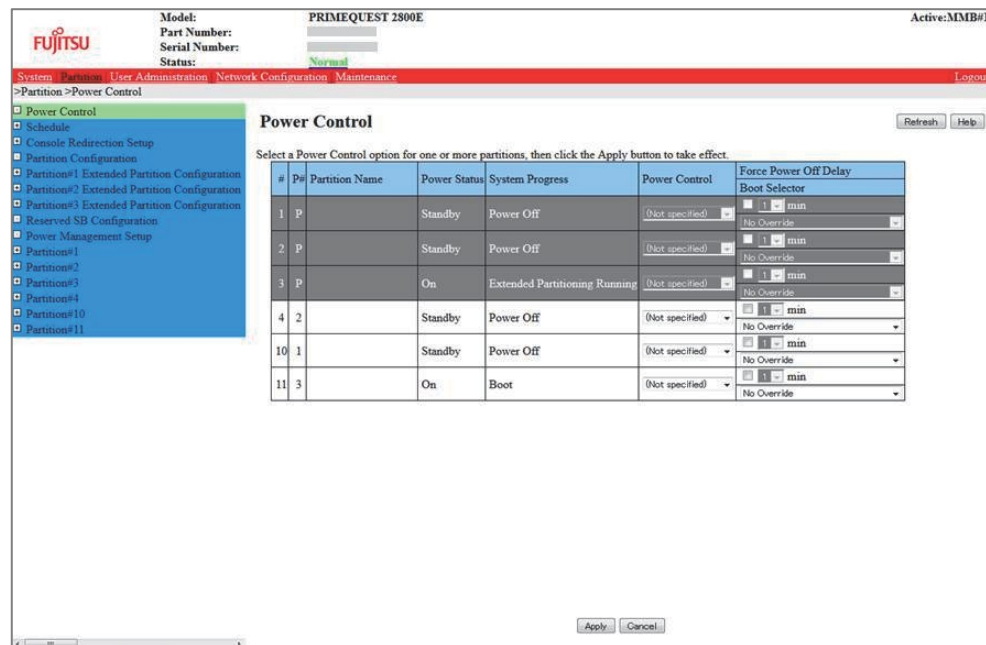 FUJITSU
Model: PRIMEQUEST 2800E Active:MMB#
Part Number:
Serial Number:
Status: Normal
System Partition User Administration Network Configuration Maintenance Logou
>Partition >Power Control
Power Control
Schedule
Console Redirection Setup
Partition Configuration
Partition#1 Extended Partition Configuration
Partition#2 Extended Partition Configuration
Partition#3 Extended Partition Configuration
Reserved SB Configuration
Power Management Setup
Partition#1
Partition#2
Partition#3
Partition#4
Partition#10
Partition#11
Power Control
Refresh Help
Select a Power Control option for one or more partitions, then click the Apply button to take effect.
# P# Partition Name Power Status System Progress Power Control Force Power Off Delay
Boot Selector
1 P Standby Power Off (Not specified) 1 min
No Override
2 P Standby Power Off (Not specified) 1 min
No Override
3 P On Extended Partitioning Running (Not specified) 1 min
No Override
4 2 Standby Power Off (Not specified) 1 min
No Override
10 1 Standby Power Off (Not specified) 1 min
No Override
11 3 On Boot (Not specified) 1 min
No Override
Apply Cancel